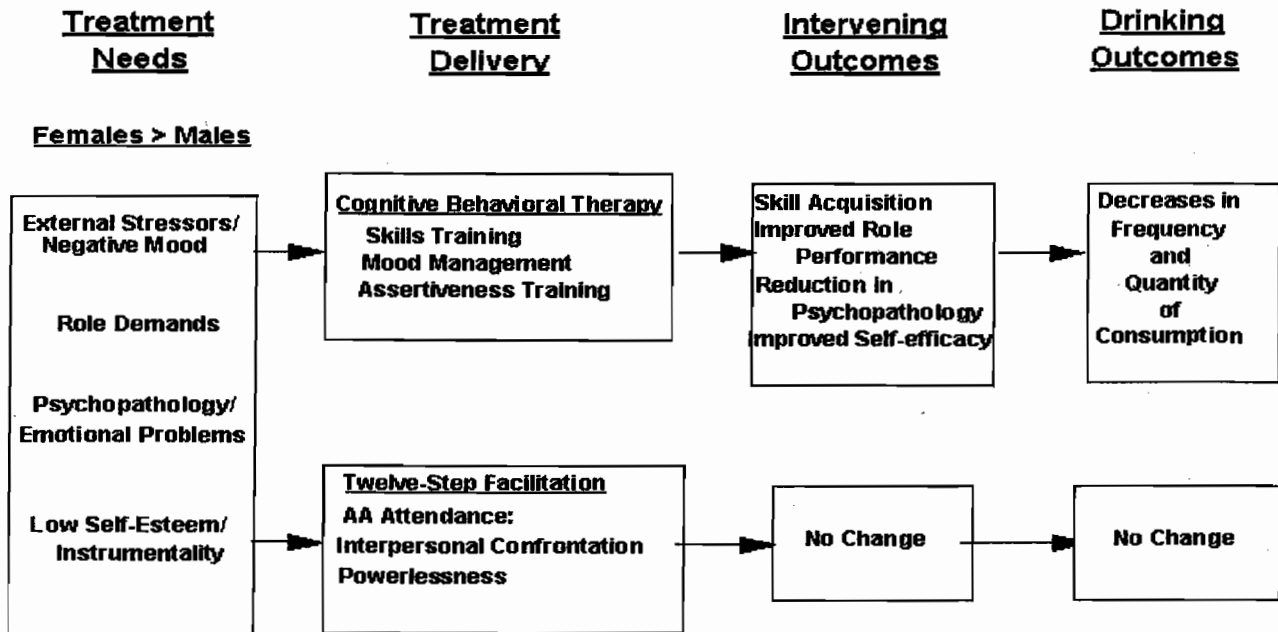 Treatment
Needs
Treatment
Delivery
Intervening
Outcomes
Drinking
Outcomes
Females > Males
External Stressors/
Negative Mood
Role Demands
Psychopathology/
Emotional Problems
Low Self-Esteem/
Instrumentality
Cognitive Behavioral Therapy
Skills Training
Mood Management
Assertiveness Training
Skill Acquisition
Improved Role
Performance
Reduction in
Psychopathology
Improved Self-efficacy
Decreases in
Frequency
and
Quantity
of
Consumption
Twelve-Step Facilitation
AA Attendance:
Interpersonal Confrontation
Powerlessness
No Change
No Change